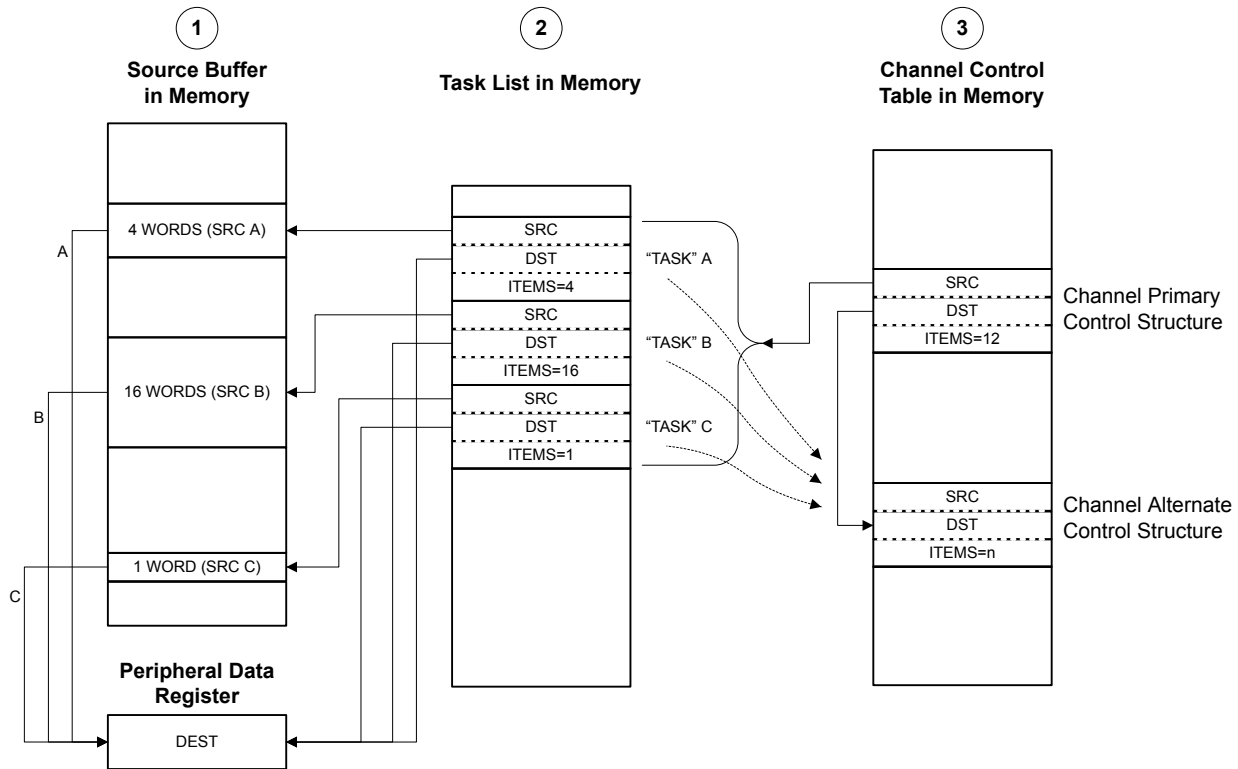 1
Source Buffer
in Memory
4 WORDS (SRC A)
16 WORDS (SRC B)
1 WORD (SRC C)
A
B
C
Peripheral Data
Register
DEST
2
Task List in Memory
SRC
DST
ITEMS=4
SRC
DST
ITEMS=16
SRC
DST
ITEMS=1
“TASK” A
“TASK” B
“TASK” C
3
Channel Control
Table in Memory
SRC
DST
ITEMS=12
Channel Primary
Control Structure
SRC
DST
ITEMS=n
Channel Alternate
Control Structure